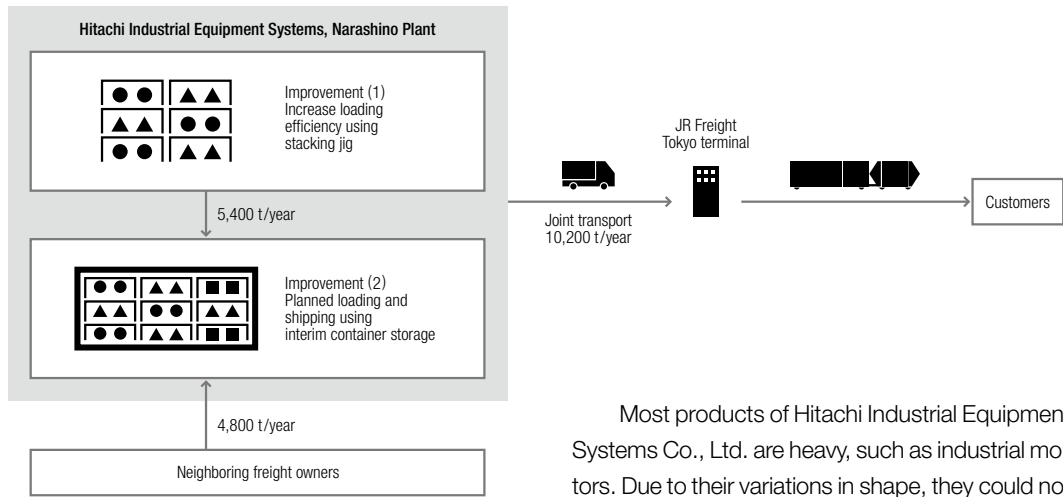 Hitachi Industrial Equipment Systems, Narashino Plant
Improvement (1)
Increase loading
efficiency using
stacking jig
5,400 t/year
Improvement (2)
Planned loading and
shipping using
interim container storage
4,800 t/year
Neighboring freight owners
Joint transport
10,200 t/year
JR Freight
Tokyo terminal
Customers
Most products of Hitachi Industrial Equipmen
Systems Co., Ltd. are heavy, such as industrial mo
tors. Due to their variations in shape, they could no